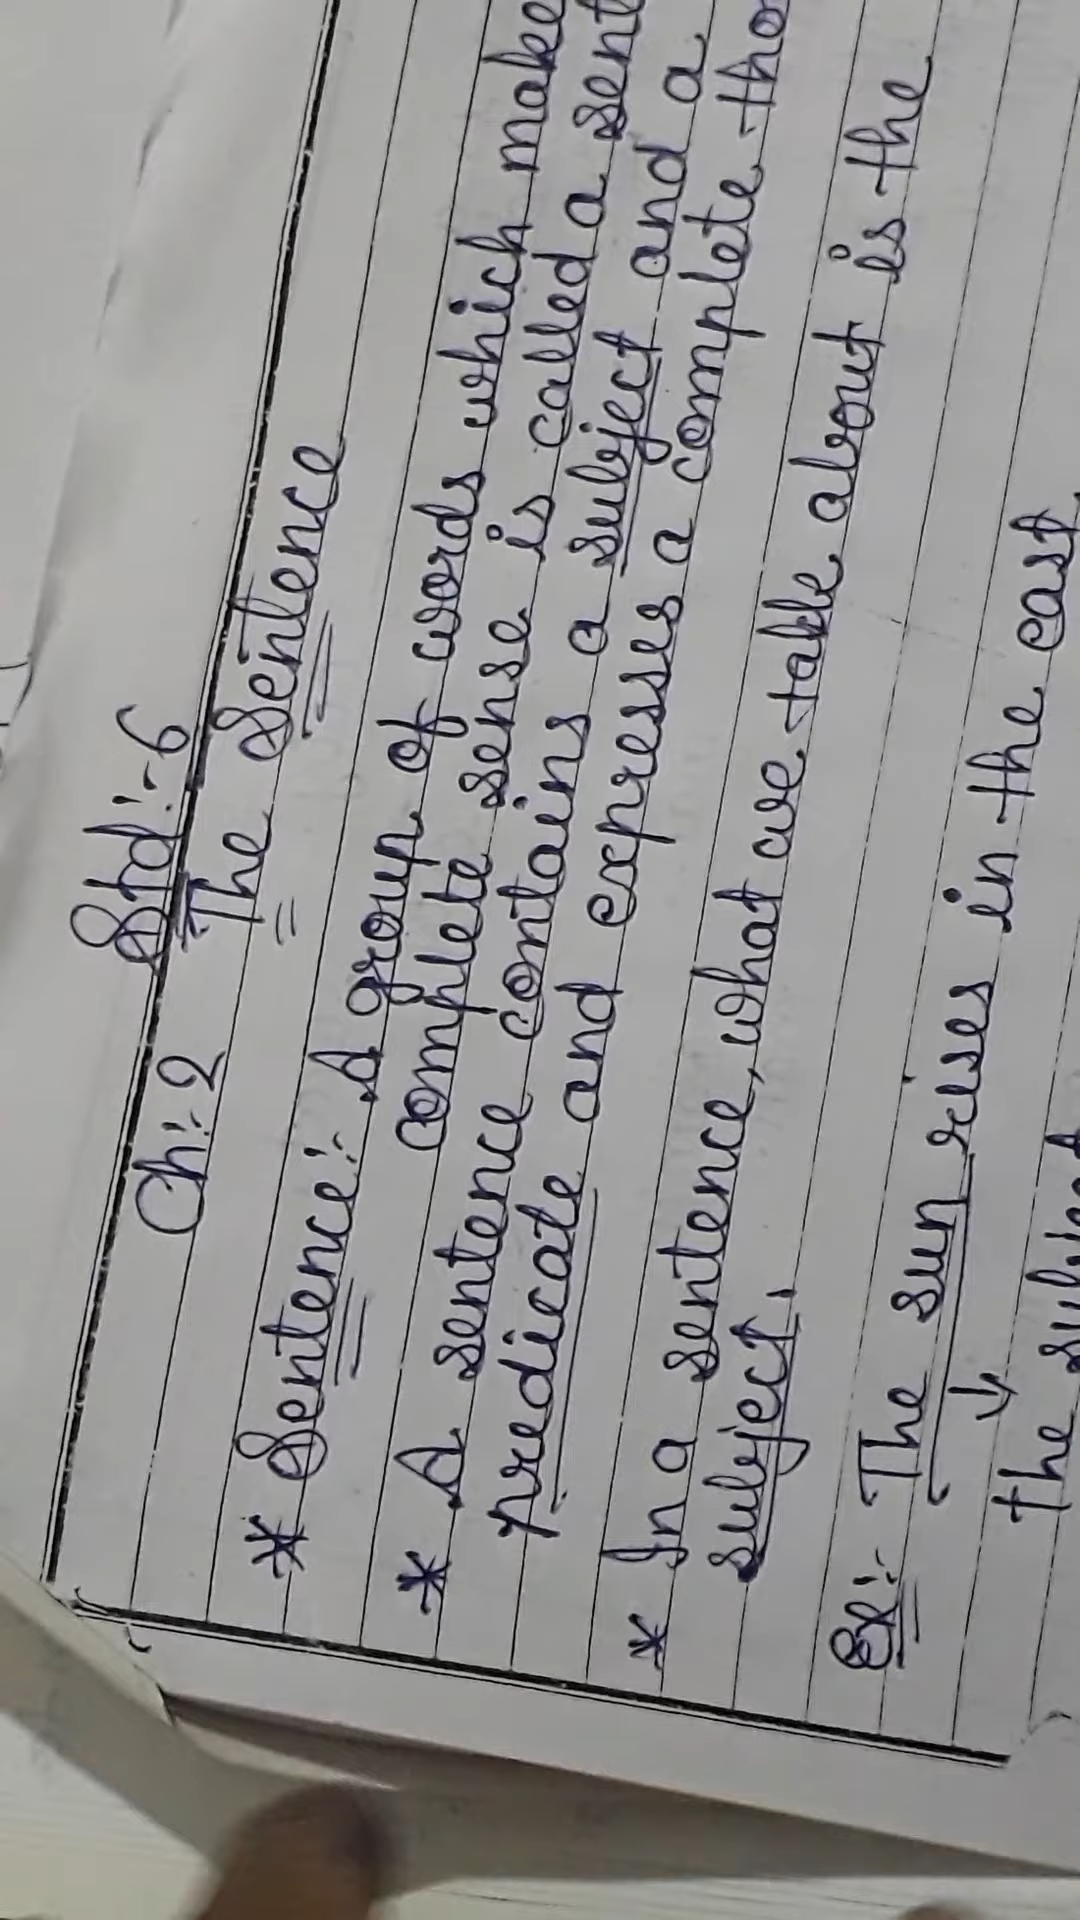 Std:-6
Ch:-2 The Sentence
* Sentence:- A group of words which make
complete sense is called a sent
* A sentence contains a subject and a
predicate and expresses a complete tho
* In a sentence, what we talk about is the
subject.
Ex:- The sun rises in the east
the subject